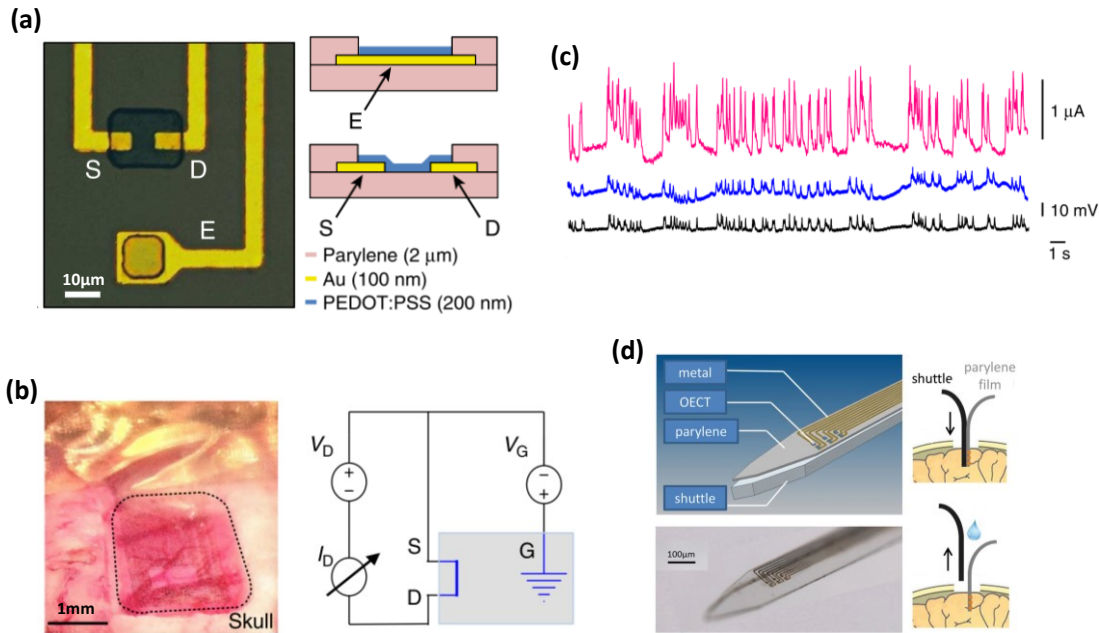 (a)
S
D
E
10μm
E
S
D
Parylene (2 μm)
Au (100 nm)
PEDOT:PSS (200 nm)
(b)
1mm
Skull
V_D
+
−
I_D
V_G
−
+
S
D
G
(c)
1 μA
10 mV
1 s
(d)
metal
OECT
parylene
shuttle
100μm
shuttle
parylene
film